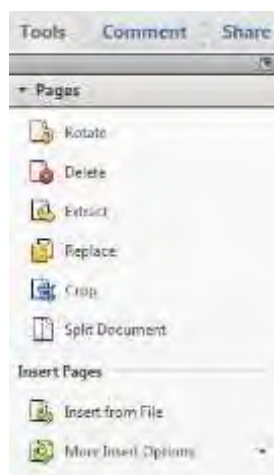 Tools Comment Share
Pages
Rotate
Delete
Extract
Replace
Crop
Split Document
Insert Pages
Insert from File
More Insert Options